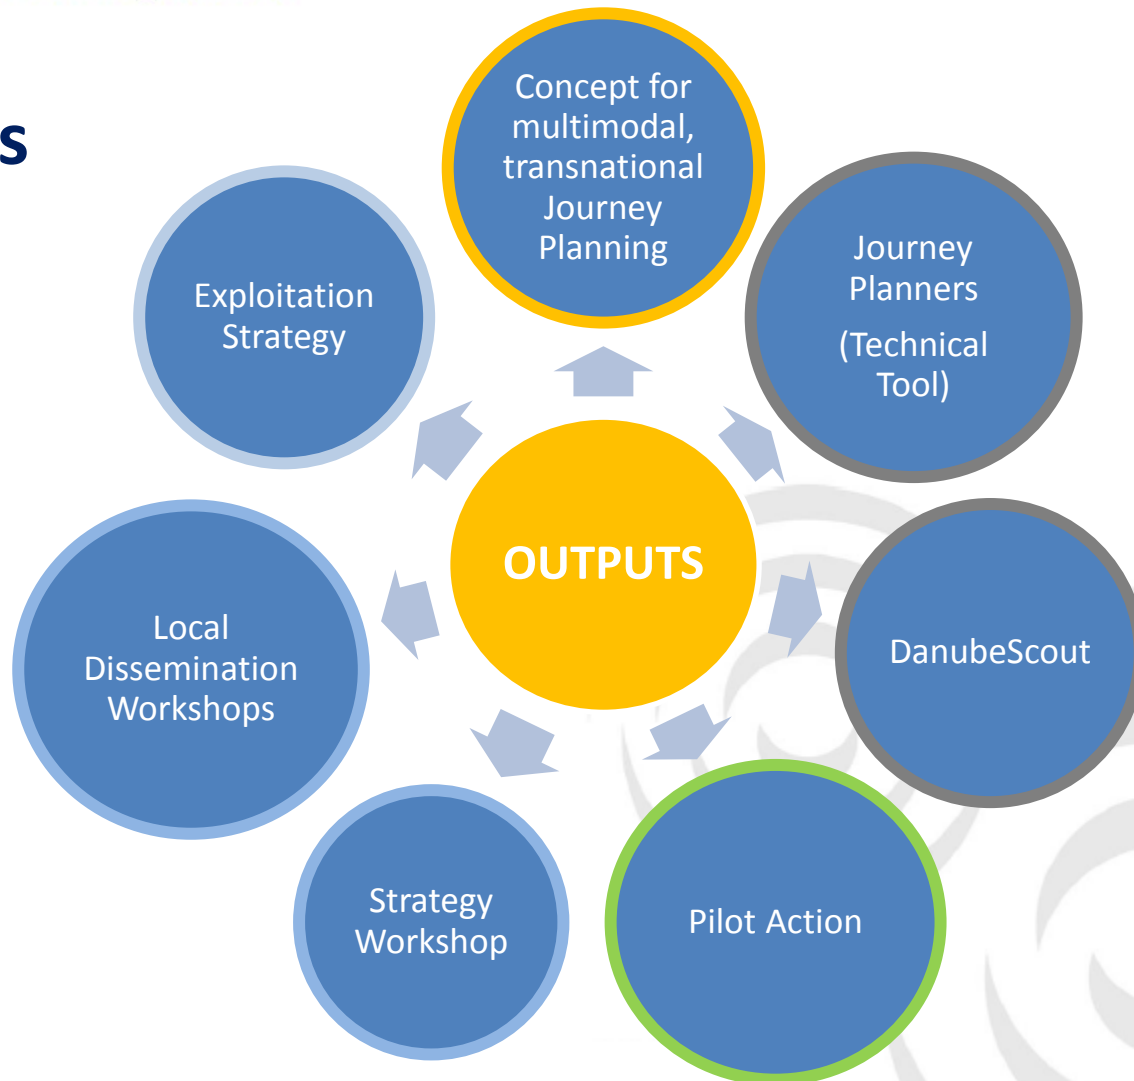 s
Concept for
multimodal,
transnational
Journey
Planning
Journey
Planners
(Technical
Tool)
DanubeScout
Pilot Action
Strategy
Workshop
Local
Dissemination
Workshops
Exploitation
Strategy
OUTPUTS